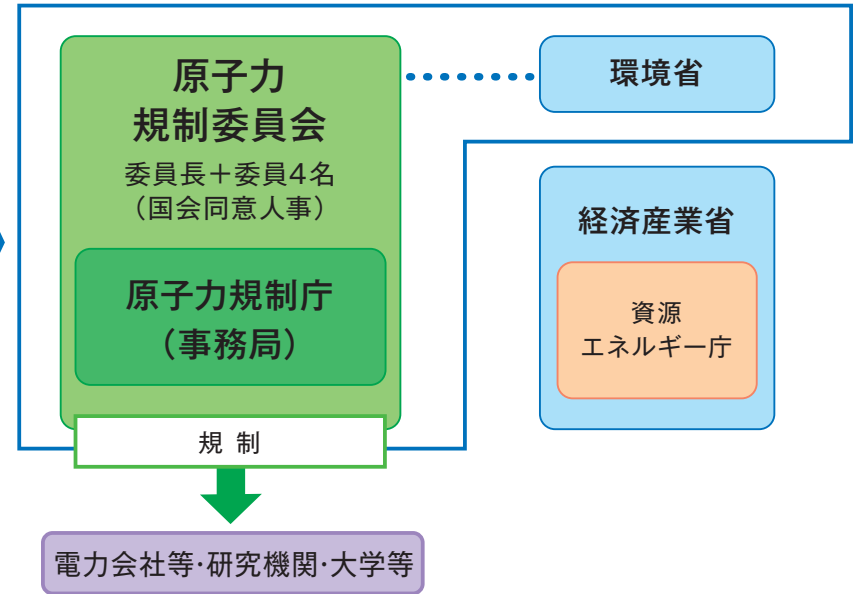 原子力
規制委員会
委員長＋委員4名
（国会同意人事）
原子力規制庁
（事務局）
規 制
電力会社等・研究機関・大学等
環境省
経済産業省
資源
エネルギー庁